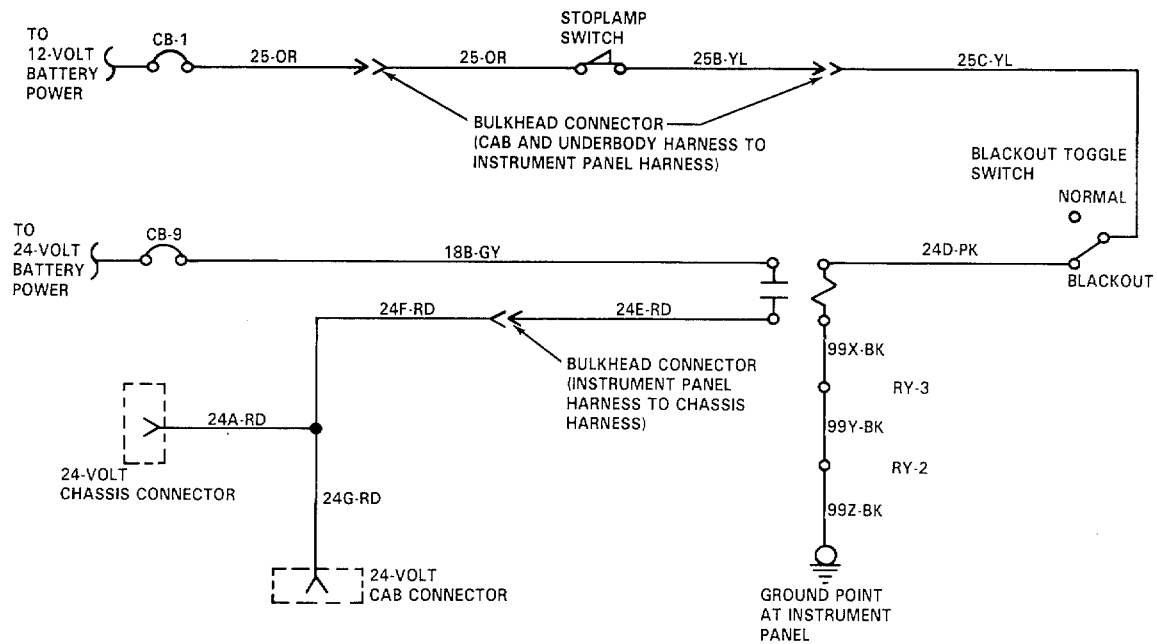 TO
12-VOLT
BATTERY
POWER
CB-1
25-OR
25-OR
STOPLAMP
SWITCH
25B-YL
25C-YL
BULKHEAD CONNECTOR
(CAB AND UNDERBODY HARNESS TO
INSTRUMENT PANEL HARNESS)
BLACKOUT TOGGLE
SWITCH
NORMAL
BLACKOUT
TO
24-VOLT
BATTERY
POWER
CB-9
18B-GY
24D-PK
24F-RD
24E-RD
BULKHEAD CONNECTOR
(INSTRUMENT PANEL
HARNESS TO CHASSIS
HARNESS)
99X-BK
RY-3
99Y-BK
RY-2
99Z-BK
GROUND POINT
AT INSTRUMENT
PANEL
24A-RD
24-VOLT
CHASSIS CONNECTOR
24G-RD
24-VOLT
CAB CONNECTOR